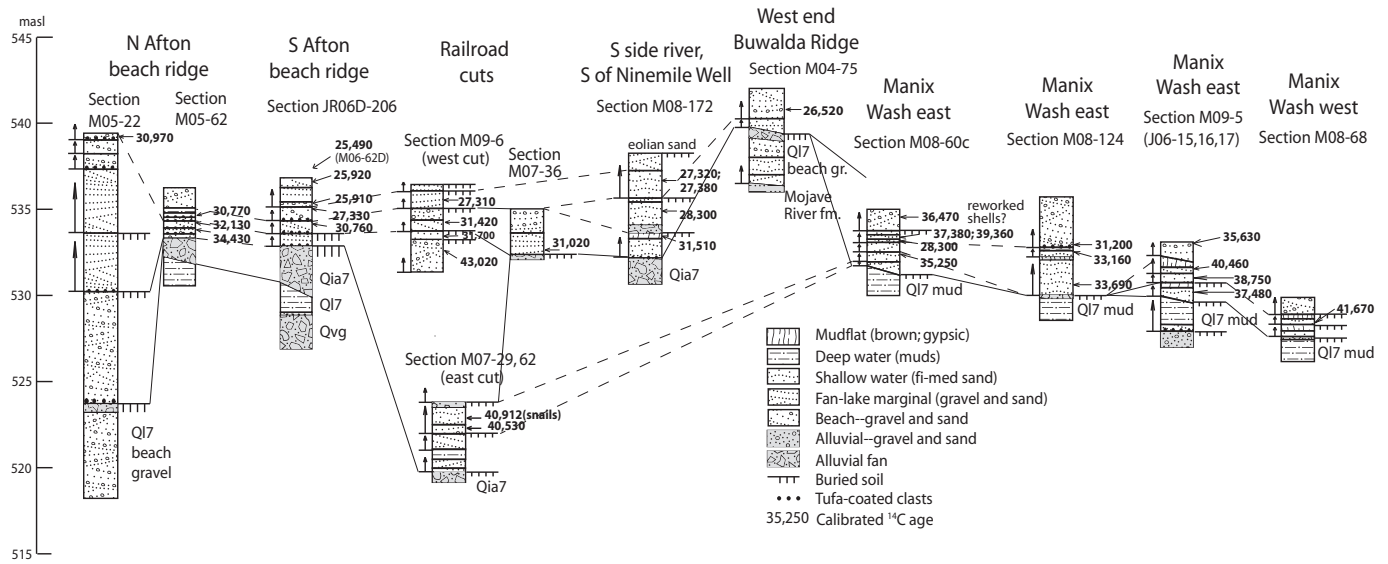 masl
545
540
535
530
525
520
515
N Afton
beach ridge
Section
M05-22
30,970
Ql7
beach
gravel
Section
M05-62
30,770
32,130
34,430
S Afton
beach ridge
Section JR06D-206
25,490
(M06-62D)
25,920
25,910
27,330
30,760
Qia7
Ql7
Qvg
Railroad
cuts
Section M09-6
(west cut)
27,310
31,420
31,700
43,020
Section
M07-36
31,020
Section M07-29,62
(east cut)
40,912(snails)
40,530
Qia7
S side river,
S of Ninemile Well
Section M08-172
eolian sand
27,320;
27,380
28,300
31,510
Qia7
West end
Buwalda Ridge
Section M04-75
26,520
Ql7
beach gr.
Mojave
River fm.
Manix
Wash east
Section M08-60c
36,470
37,380; 39,360
28,300
35,250
Ql7 mud
reworked
shells?
Manix
Wash east
Section M08-124
31,200
33,160
33,690
Ql7 mud
Manix
Wash east
Section M09-5
(J06-15,16,17)
35,630
40,460
38,750
37,480
Ql7 mud
Manix
Wash west
Section M08-68
41,670
Ql7 mud
Mudflat (brown; gypsic)
Deep water (muds)
Shallow water (fi-med sand)
Fan-lake marginal (gravel and sand)
Beach--gravel and sand
Alluvial--gravel and sand
Alluvial fan
Buried soil
Tufa-coated clasts
35,250 Calibrated ¹⁴C age